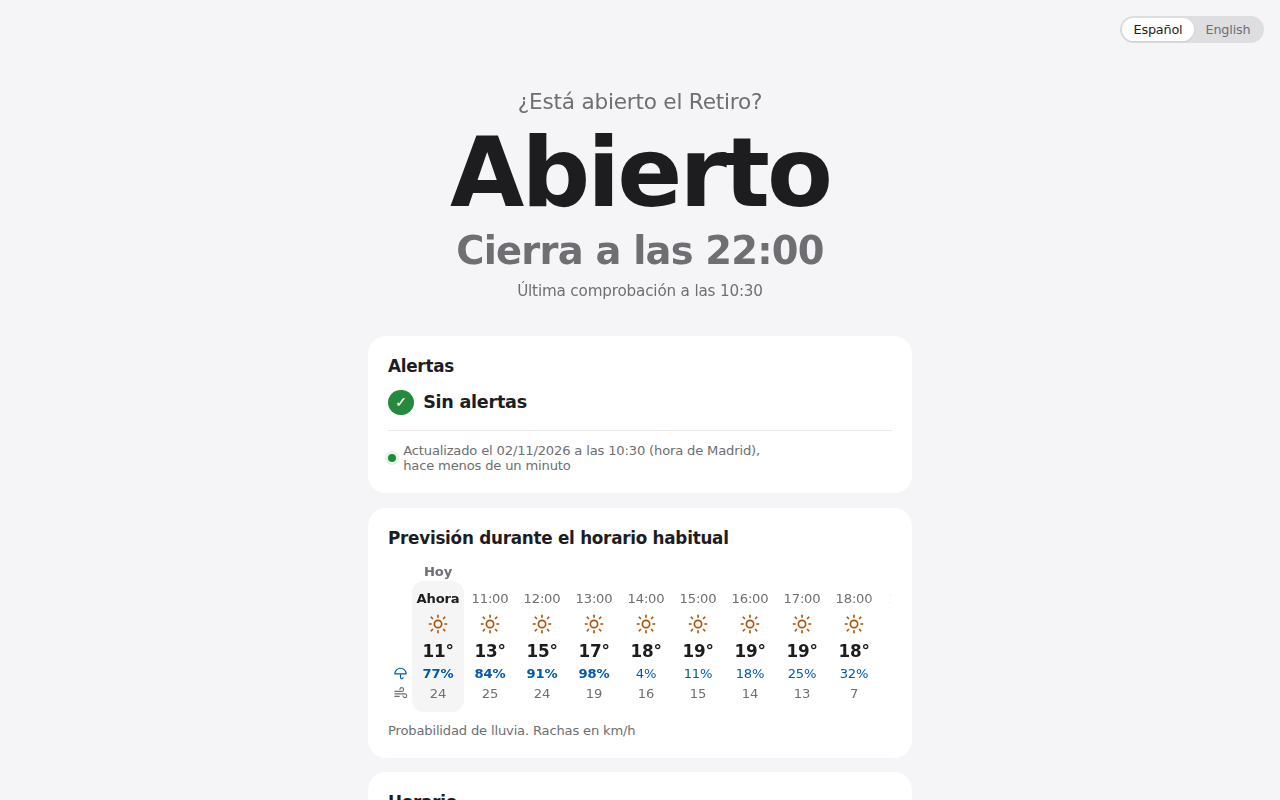 Español English
¿Está abierto el Retiro?
Abierto
Cierra a las 22:00
Última comprobación a las 10:30
Alertas
✓ Sin alertas
Actualizado el 02/11/2026 a las 10:30 (hora de Madrid),
hace menos de un minuto
Previsión durante el horario habitual
Hoy
Ahora 11:00 12:00 13:00 14:00 15:00 16:00 17:00 18:00
11° 13° 15° 17° 18° 19° 19° 19° 18°
77% 84% 91% 98% 4% 11% 18% 25% 32%
24 25 24 19 16 15 14 13 7
Probabilidad de lluvia. Rachas en km/h
Horario